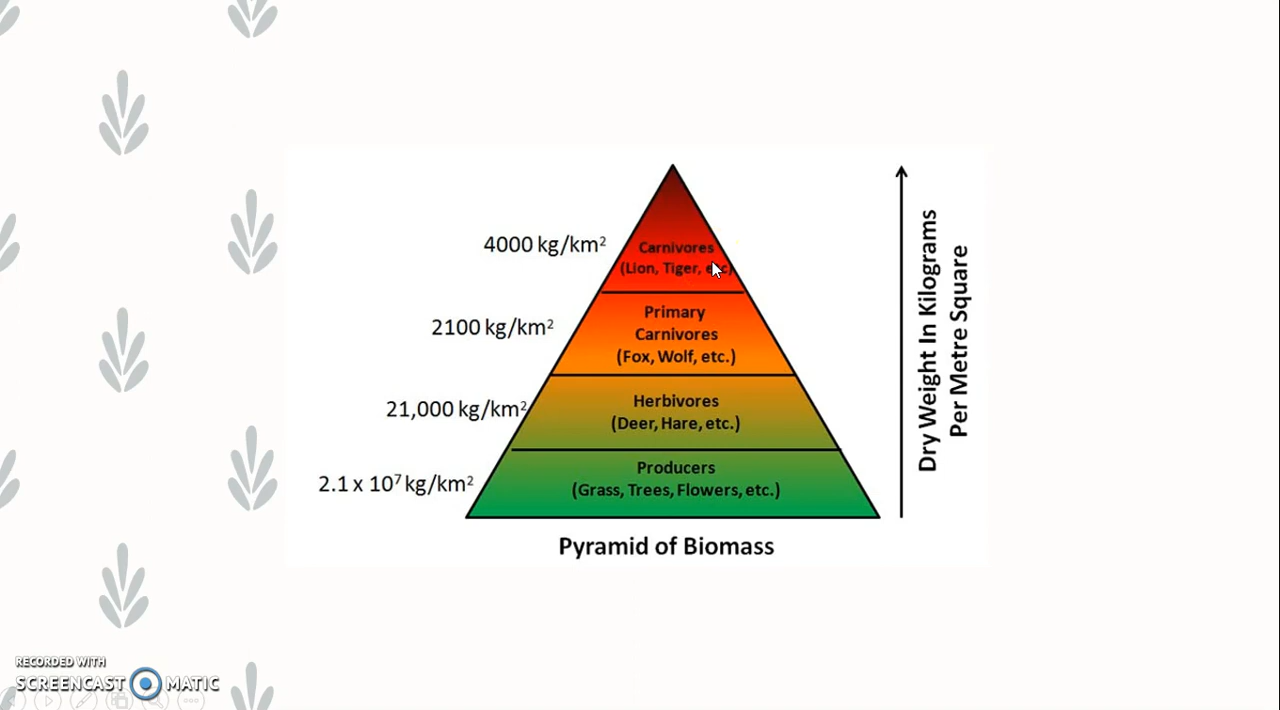 4000 kg/km²
Carnivores
(Lion, Tiger, etc)
2100 kg/km²
Primary
Carnivores
(Fox, Wolf, etc.)
21,000 kg/km²
Herbivores
(Deer, Hare, etc.)
2.1 x 10⁷ kg/km²
Producers
(Grass, Trees, Flowers, etc.)
Pyramid of Biomass
Dry Weight In Kilograms
Per Metre Square
RECORDED WITH
SCREENCAST MATIC